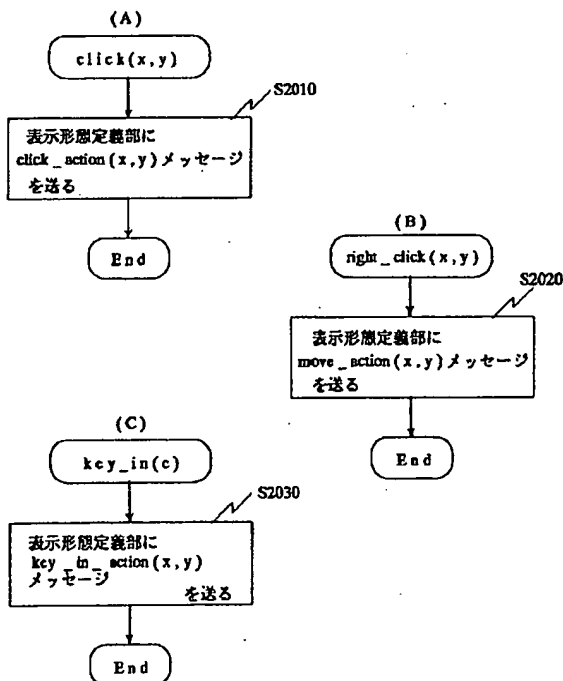 (A)
click(x,y)
S2010
表示形態定義部に
click_action(x,y)メッセージ
を送る
End
(B)
right_click(x,y)
S2020
表示形態定義部に
move_action(x,y)メッセージ
を送る
End
(C)
key_in(c)
S2030
表示形態定義部に
key_in_action(x,y)
メッセージ
を送る
End